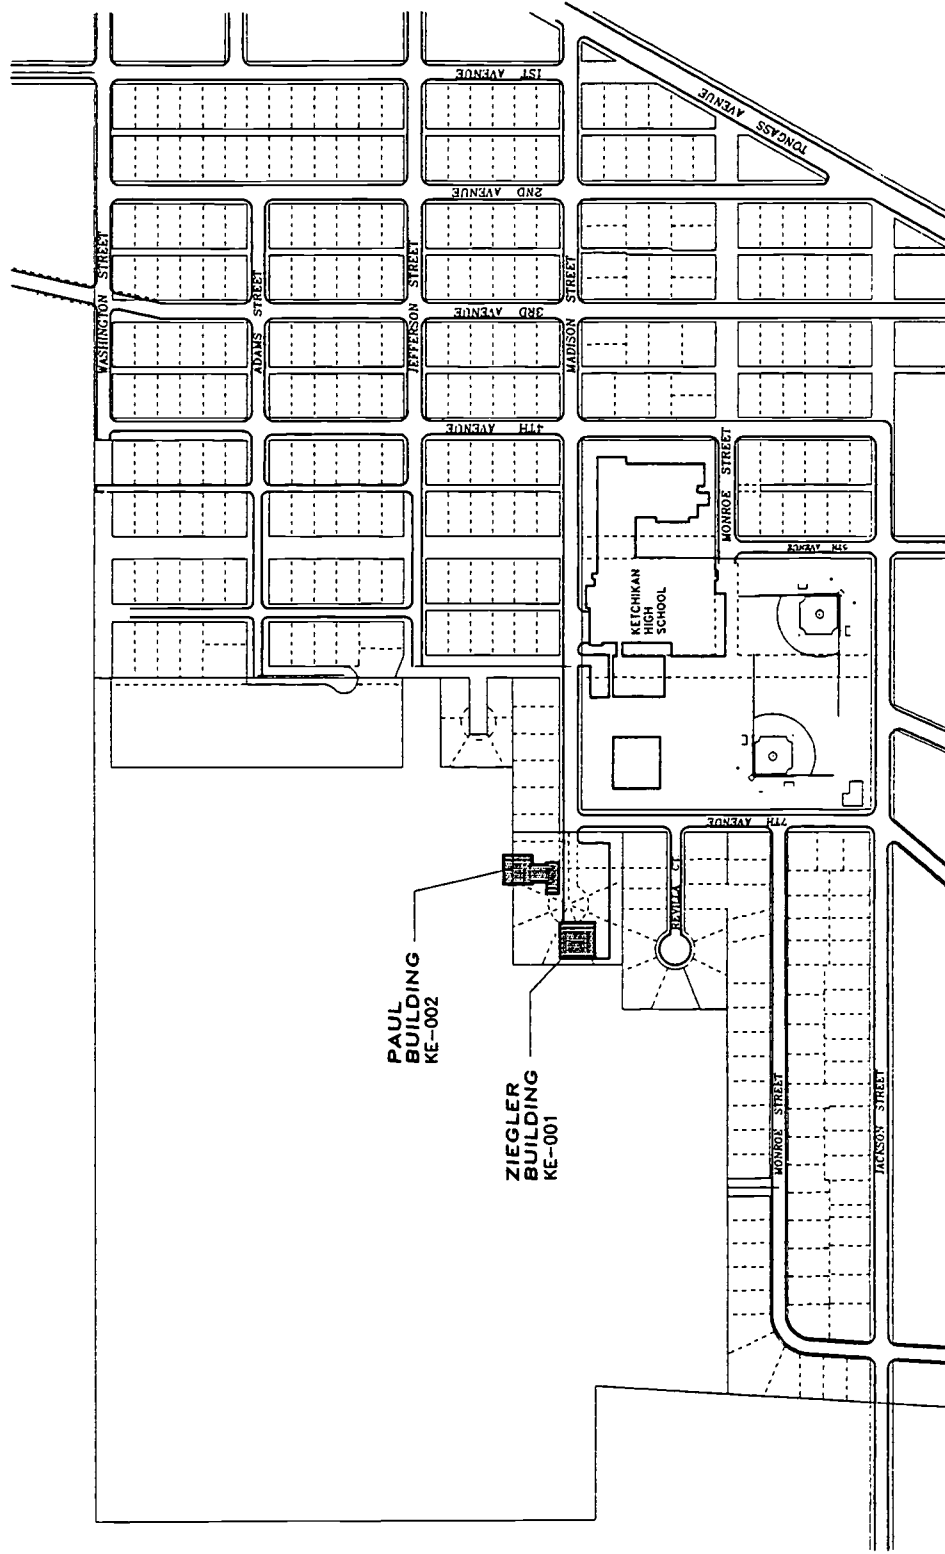 1ST AVENUE
TONGASS AVENUE
2ND AVENUE
WASHINGTON STREET
ADAMS STREET
JEFFERSON STREET
MADISON STREET
3RD AVENUE
4TH AVENUE
MONROE STREET
5TH AVENUE
KETCHIKAN
HIGH
SCHOOL
7TH AVENUE
REVILLA CT
PAUL
BUILDING
KE-002
ZIEGLER
BUILDING
KE-001
MONROE STREET
JACKSON STREET